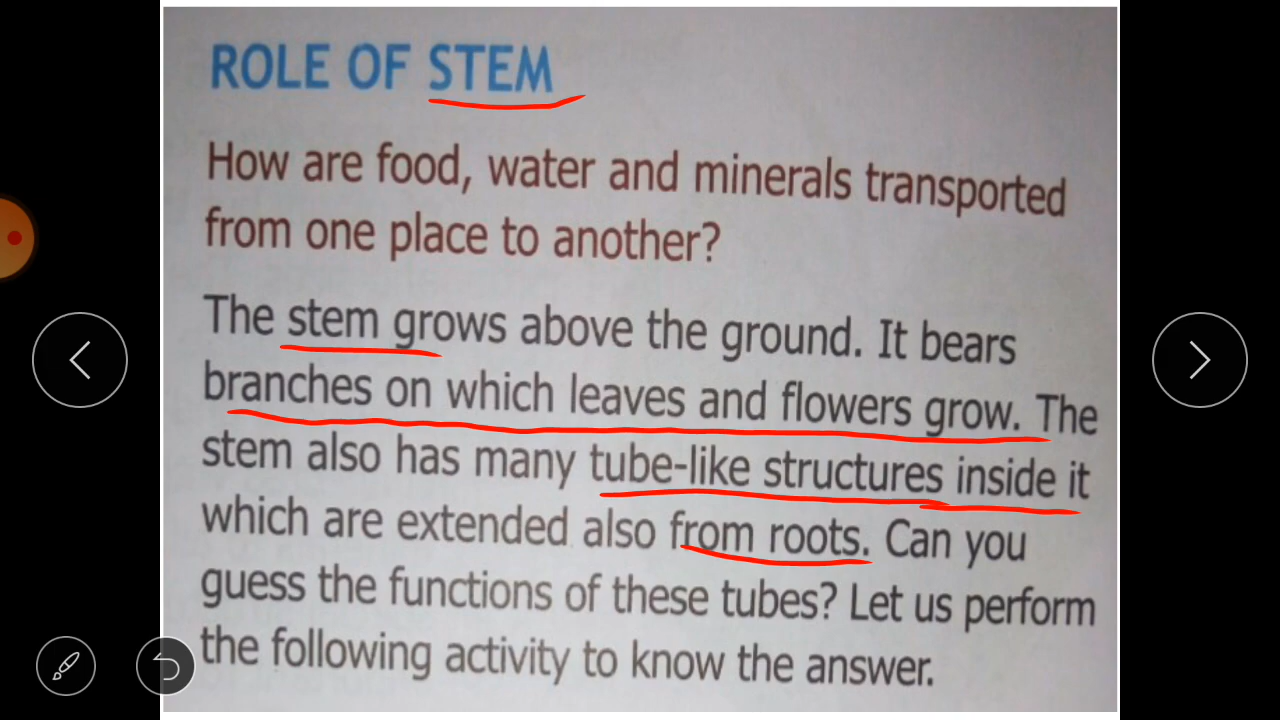 ROLE OF STEM
How are food, water and minerals transported
from one place to another?
The stem grows above the ground. It bears
branches on which leaves and flowers grow. The
stem also has many tube-like structures inside it
which are extended also from roots. Can you
guess the functions of these tubes? Let us perform
the following activity to know the answer.